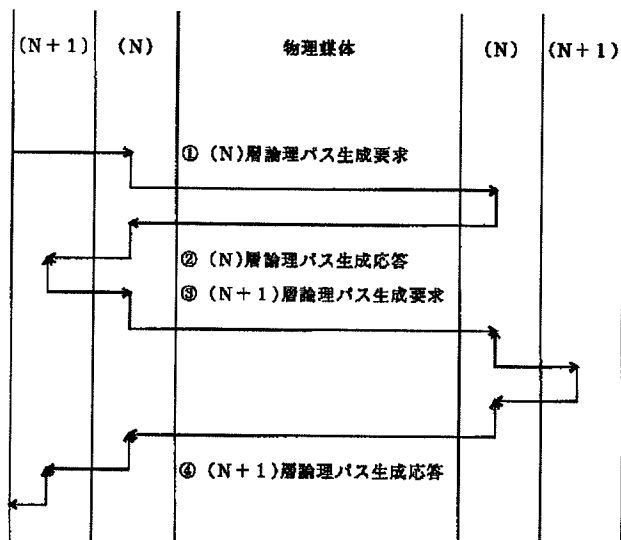 (N+1) (N) 物理媒体 (N) (N+1)
① (N)層論理パス生成要求
② (N)層論理パス生成応答
③ (N+1)層論理パス生成要求
④ (N+1)層論理パス生成応答